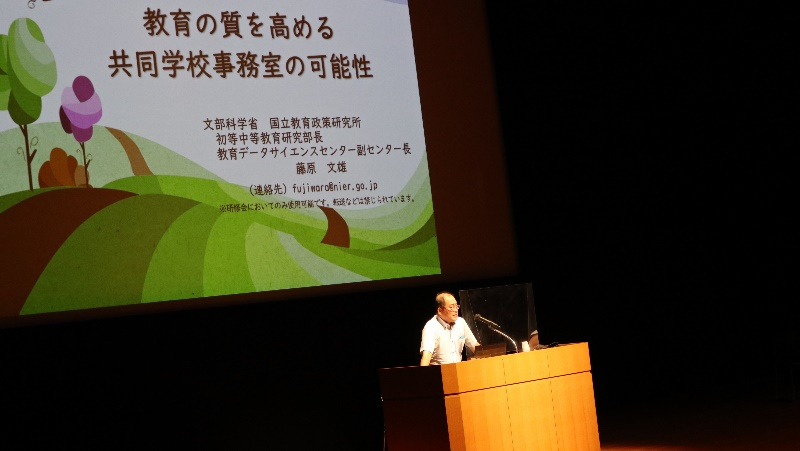 教育の質を高める
共同学校事務室の可能性
文部科学省　国立教育政策研究所
初等中等教育研究部長
教育データサイエンスセンター副センター長
藤原　文雄
（連絡先）fujiwara@nier.go.jp
※研修会においてのみ使用可能です。転送などは禁じられています。